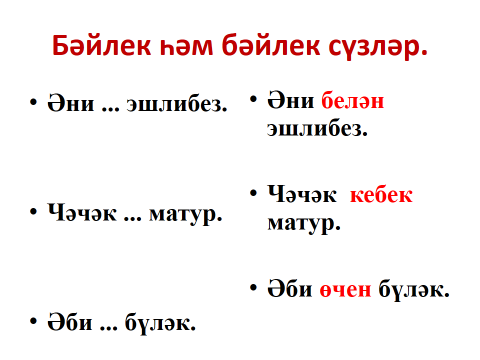 Бәйлек һәм бәйлек сүзләр.
• Әни ... эшлибез.
• Чәчәк ... матур.
• Әби ... бүләк.
• Әни белән
эшлибез.
• Чәчәк кебек
матур.
• Әби өчен бүләк.